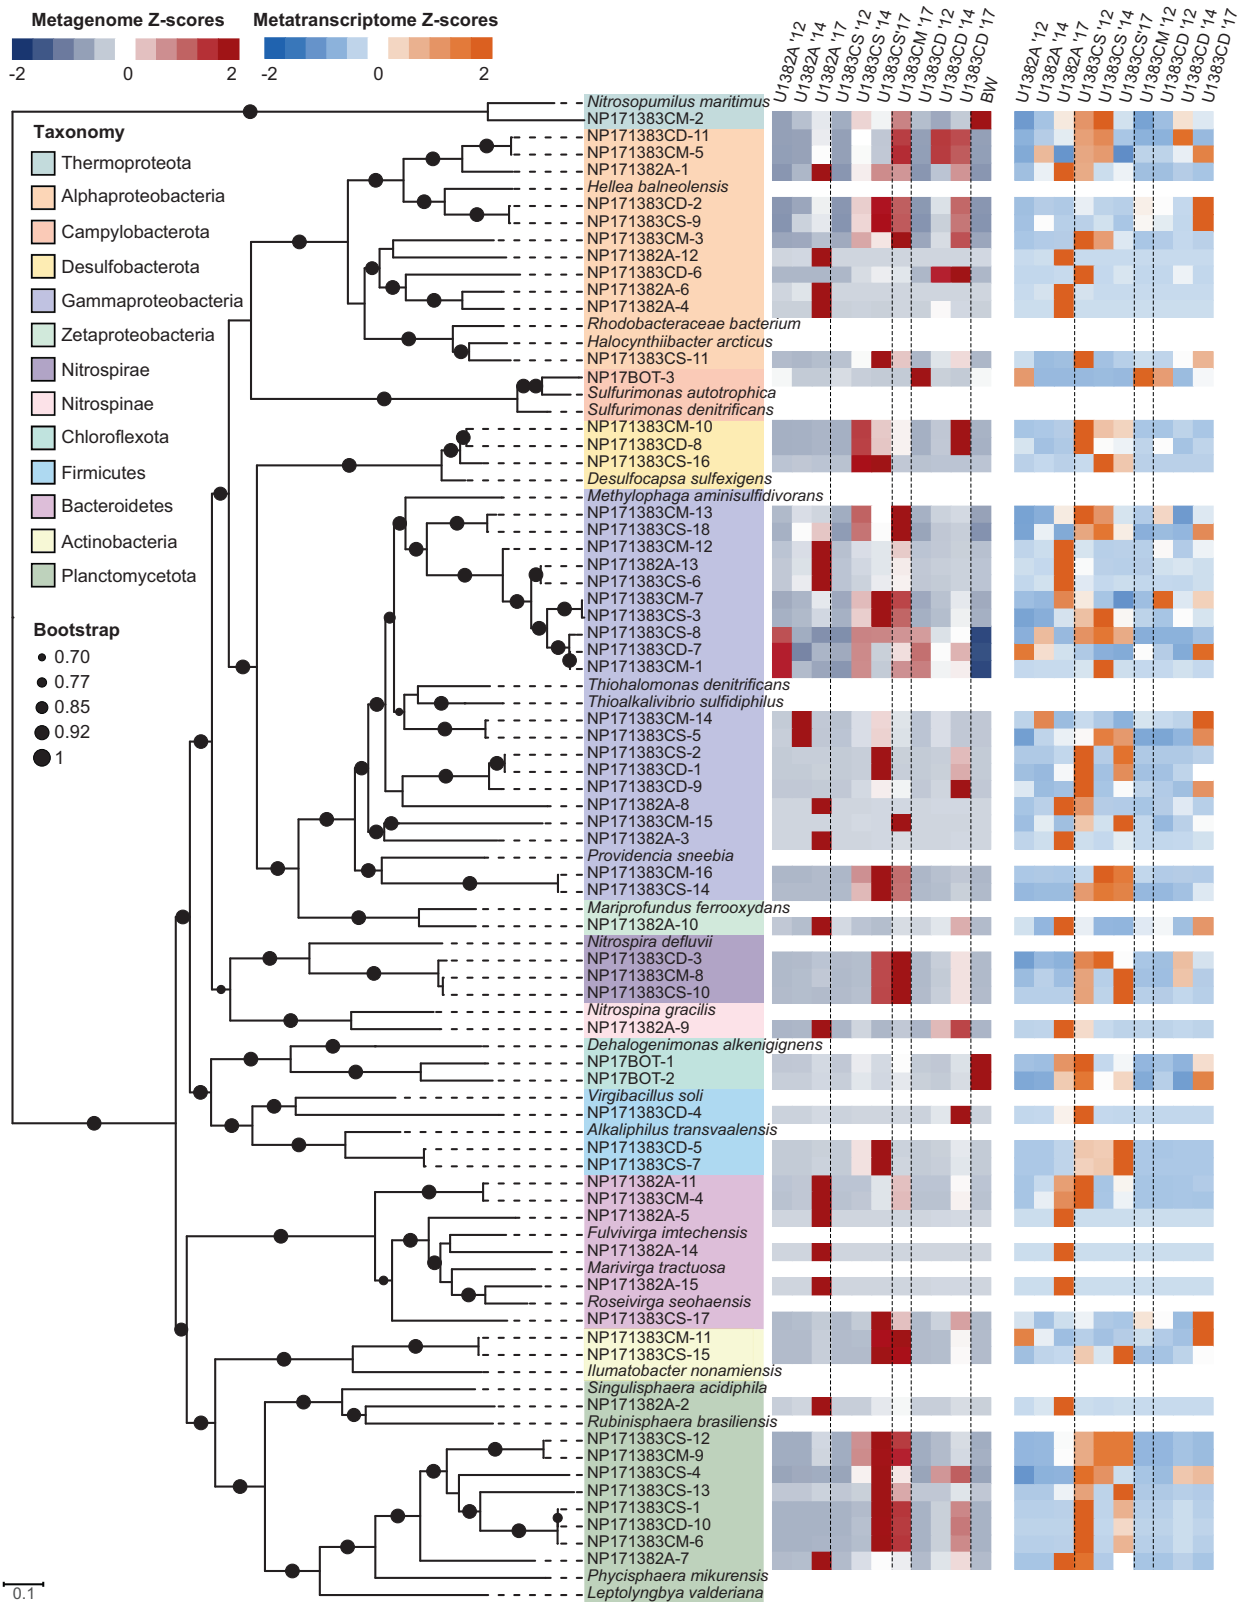 Metagenome Z-scores
Metatranscriptome Z-scores
-2 0 2
-2 0 2
U1382A '12
U1382A '14
U1382A '17
U1383CS '12
U1383CS '14
U1383CS'17
U1383CM '17
U1383CD '12
U1383CD '14
U1383CD '17
BW
U1382A '12
U1382A '14
U1382A '17
U1383CS '12
U1383CS '14
U1383CS'17
U1383CM '17
U1383CD '12
U1383CD '14
U1383CD '17
Taxonomy
Thermoproteota
Alphaproteobacteria
Campylobacterota
Desulfobacterota
Gammaproteobacteria
Zetaproteobacteria
Nitrospirae
Nitrospinae
Chloroflexota
Firmicutes
Bacteroidetes
Actinobacteria
Planctomycetota
Bootstrap
0.70
0.77
0.85
0.92
1
Nitrosopumilus maritimus
NP171383CM-2
NP171383CD-11
NP171383CM-5
NP171382A-1
Hellea balneolensis
NP171383CD-2
NP171383CS-9
NP171383CM-3
NP171382A-12
NP171383CD-6
NP171382A-6
NP171382A-4
Rhodobacteraceae bacterium
Halocynthiibacter arcticus
NP171383CS-11
NP17BOT-3
Sulfurimonas autotrophica
Sulfurimonas denitrificans
NP171383CM-10
NP171383CD-8
NP171383CS-16
Desulfocapsa sulfexigens
Methylophaga aminisulfidivorans
NP171383CM-13
NP171383CS-18
NP171383CM-12
NP171382A-13
NP171383CS-6
NP171383CM-7
NP171383CS-3
NP171383CS-8
NP171383CD-7
NP171383CM-1
Thiohalomonas denitrificans
Thioalkalivibrio sulfidiphilus
NP171383CM-14
NP171383CS-5
NP171383CS-2
NP171383CD-1
NP171383CD-9
NP171382A-8
NP171383CM-15
NP171382A-3
Providencia sneebia
NP171383CM-16
NP171383CS-14
Mariprofundus ferrooxydans
NP171382A-10
Nitrospira defluvii
NP171383CD-3
NP171383CM-8
NP171383CS-10
Nitrospina gracilis
NP171382A-9
Dehalogenimonas alkenigignens
NP17BOT-1
NP17BOT-2
Virgibacillus soli
NP171383CD-4
Alkaliphilus transvaalensis
NP171383CD-5
NP171383CS-7
NP171382A-11
NP171383CM-4
NP171382A-5
Fulvivirga imtechensis
NP171382A-14
Marivirga tractuosa
NP171382A-15
Roseivirga seohaensis
NP171383CS-17
NP171383CM-11
NP171383CS-15
Ilumatobacter nonamiensis
Singulisphaera acidiphila
NP171382A-2
Rubinisphaera brasiliensis
NP171383CS-12
NP171383CM-9
NP171383CS-4
NP171383CS-13
NP171383CS-1
NP171383CD-10
NP171383CM-6
NP171382A-7
Phycisphaera mikurensis
Leptolyngbya valderiana
0.1